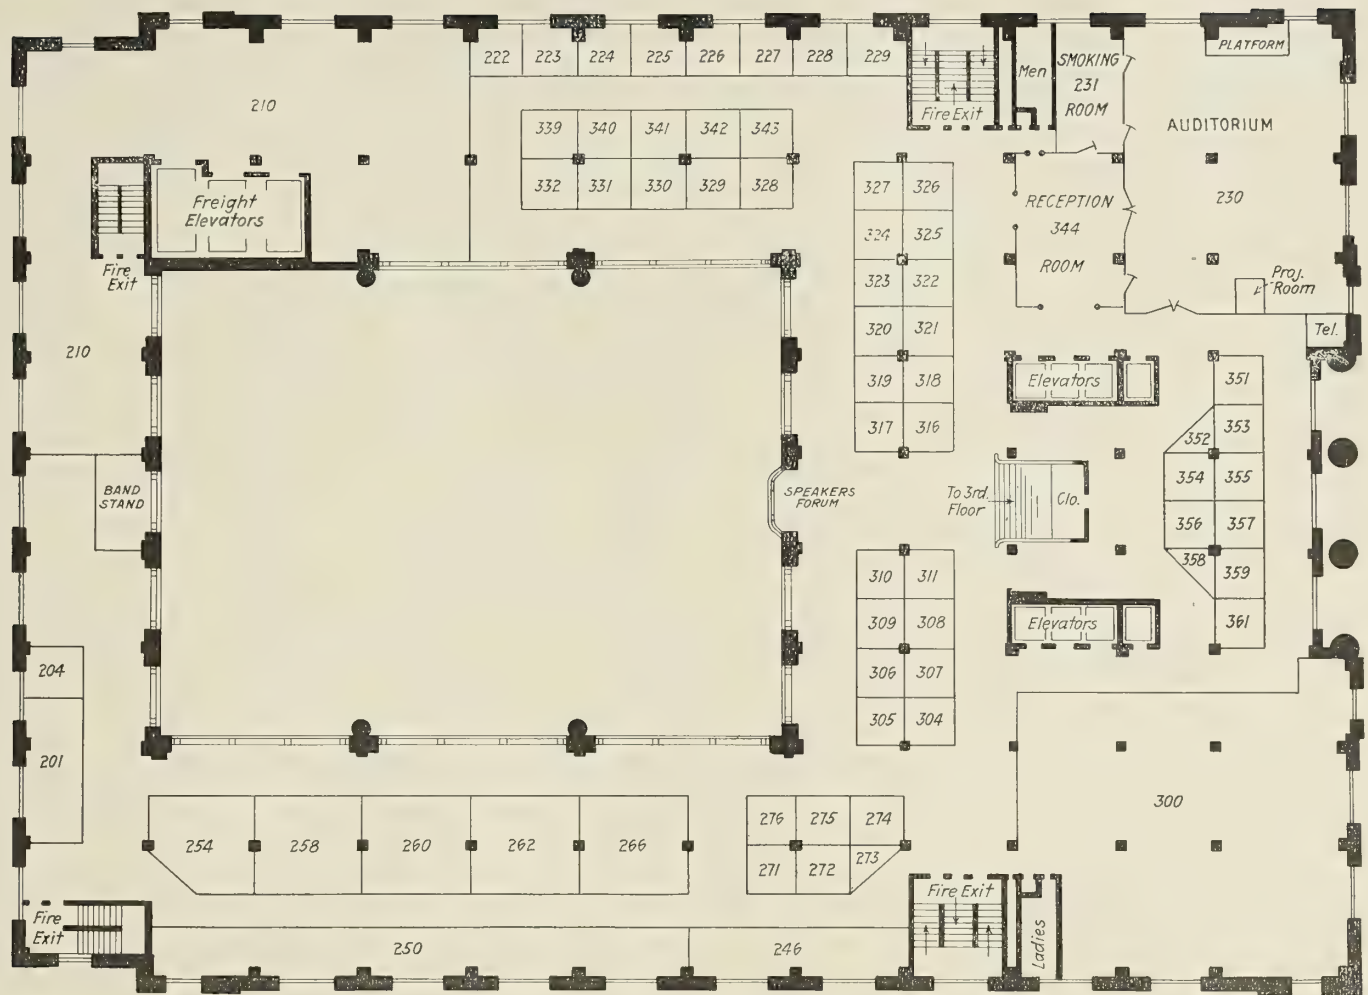 222 223 224 225 226 227 228 229
PLATFORM
Men
SMOKING
231
ROOM
210
Fire Exit
AUDITORIUM
339 340 341 342 343
332 331 330 329 328
Freight
Elevators
327 326
RECEPTION
344
ROOM
230
324 325
Fire
Exit
323 322
Proj.
Room
210
320 321
Tel.
319 318
Elevators
351
317 316
352 353
BAND
STAND
SPEAKERS
FORUM
To 3rd.
Floor
Clo.
354 355
356 357
310 311
358 359
309 308
Elevators
361
204
306 307
201
305 304
300
254 258 260 262 266
276 275 274
271 272 273
Fire Exit
Fire
Exit
250
246
Ladies